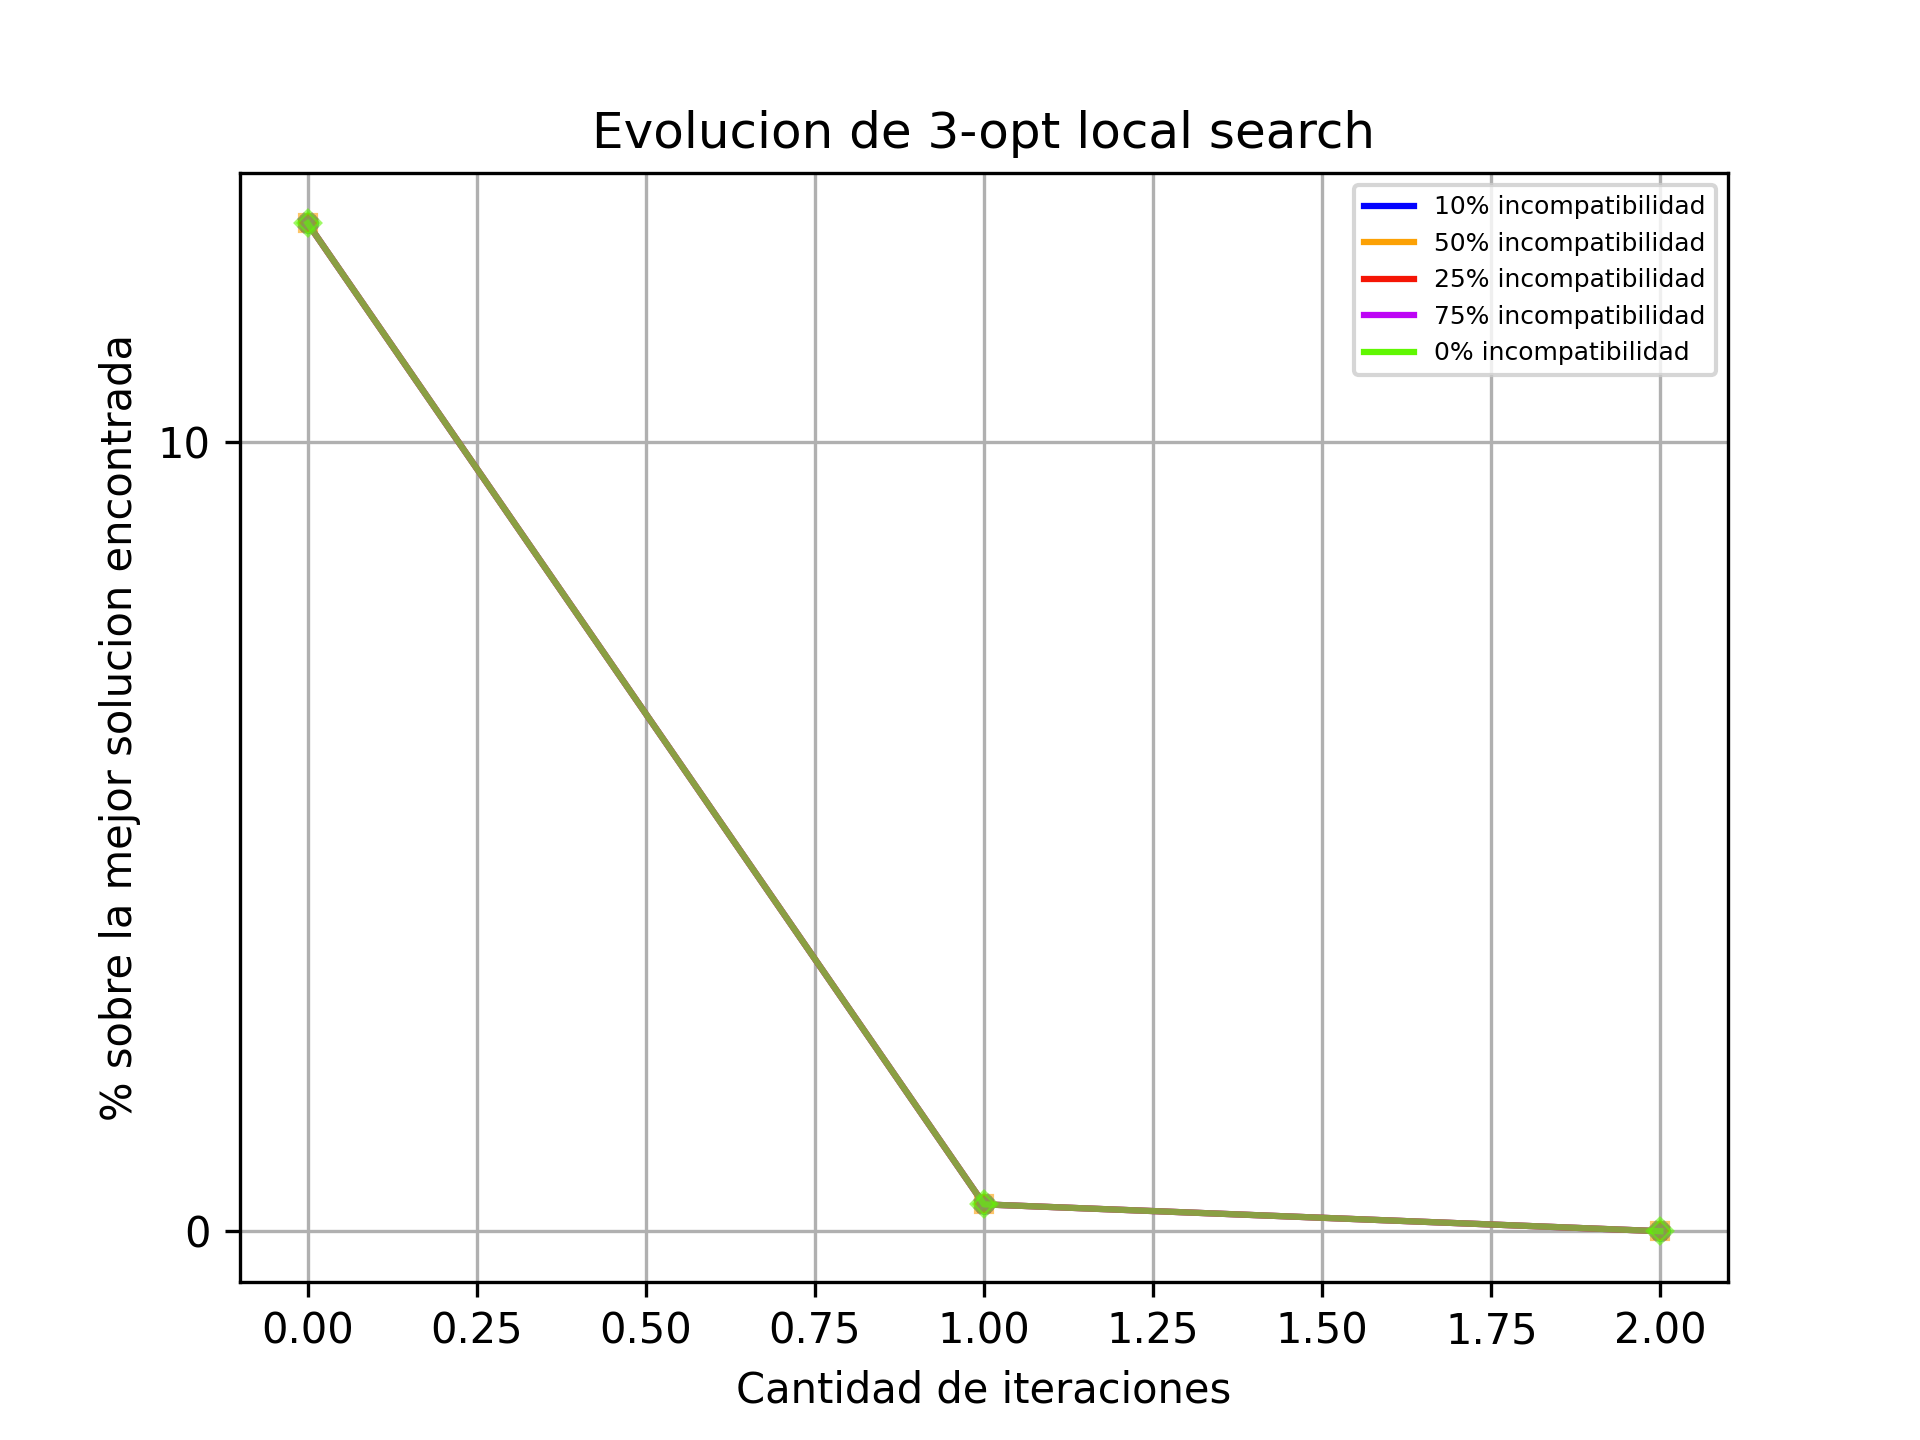 Evolucion de 3-opt local search
10% incompatibilidad
50% incompatibilidad
25% incompatibilidad
75% incompatibilidad
0% incompatibilidad
% sobre la mejor solucion encontrada
10
0
0.00 0.25 0.50 0.75 1.00 1.25 1.50 1.75 2.00
Cantidad de iteraciones